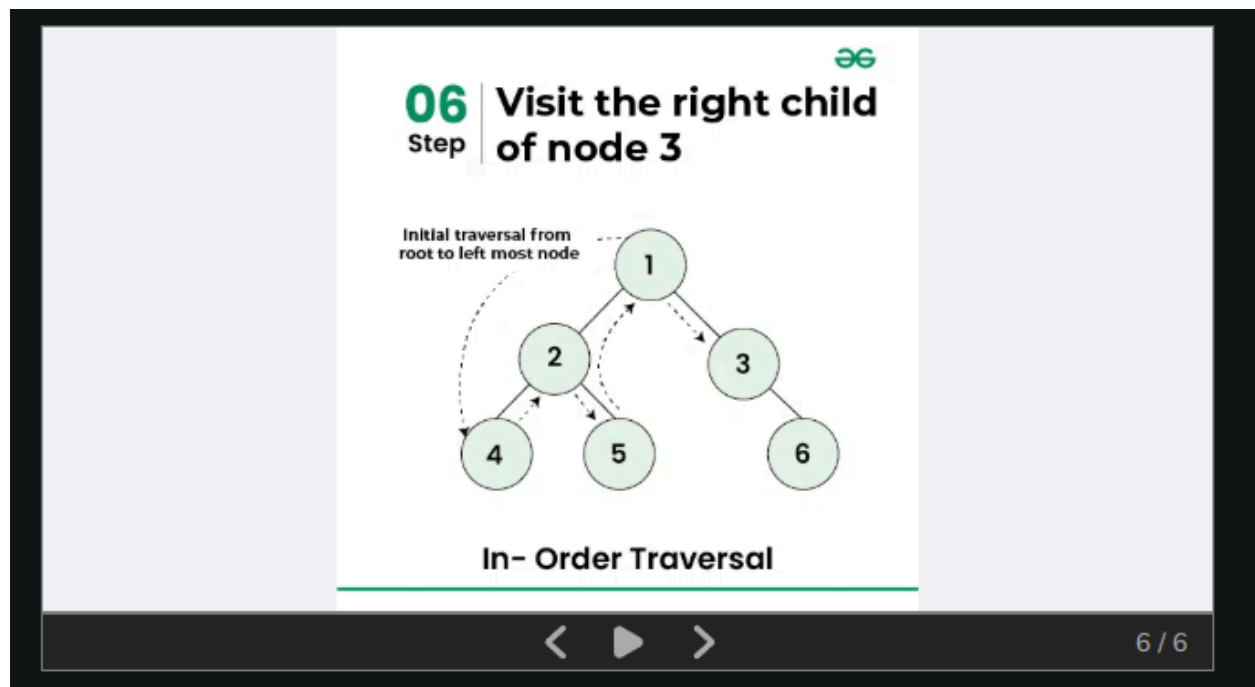 06
Step
Visit the right child
of node 3
Initial traversal from
root to left most node
1
2
3
4
5
6
In- Order Traversal
6 / 6